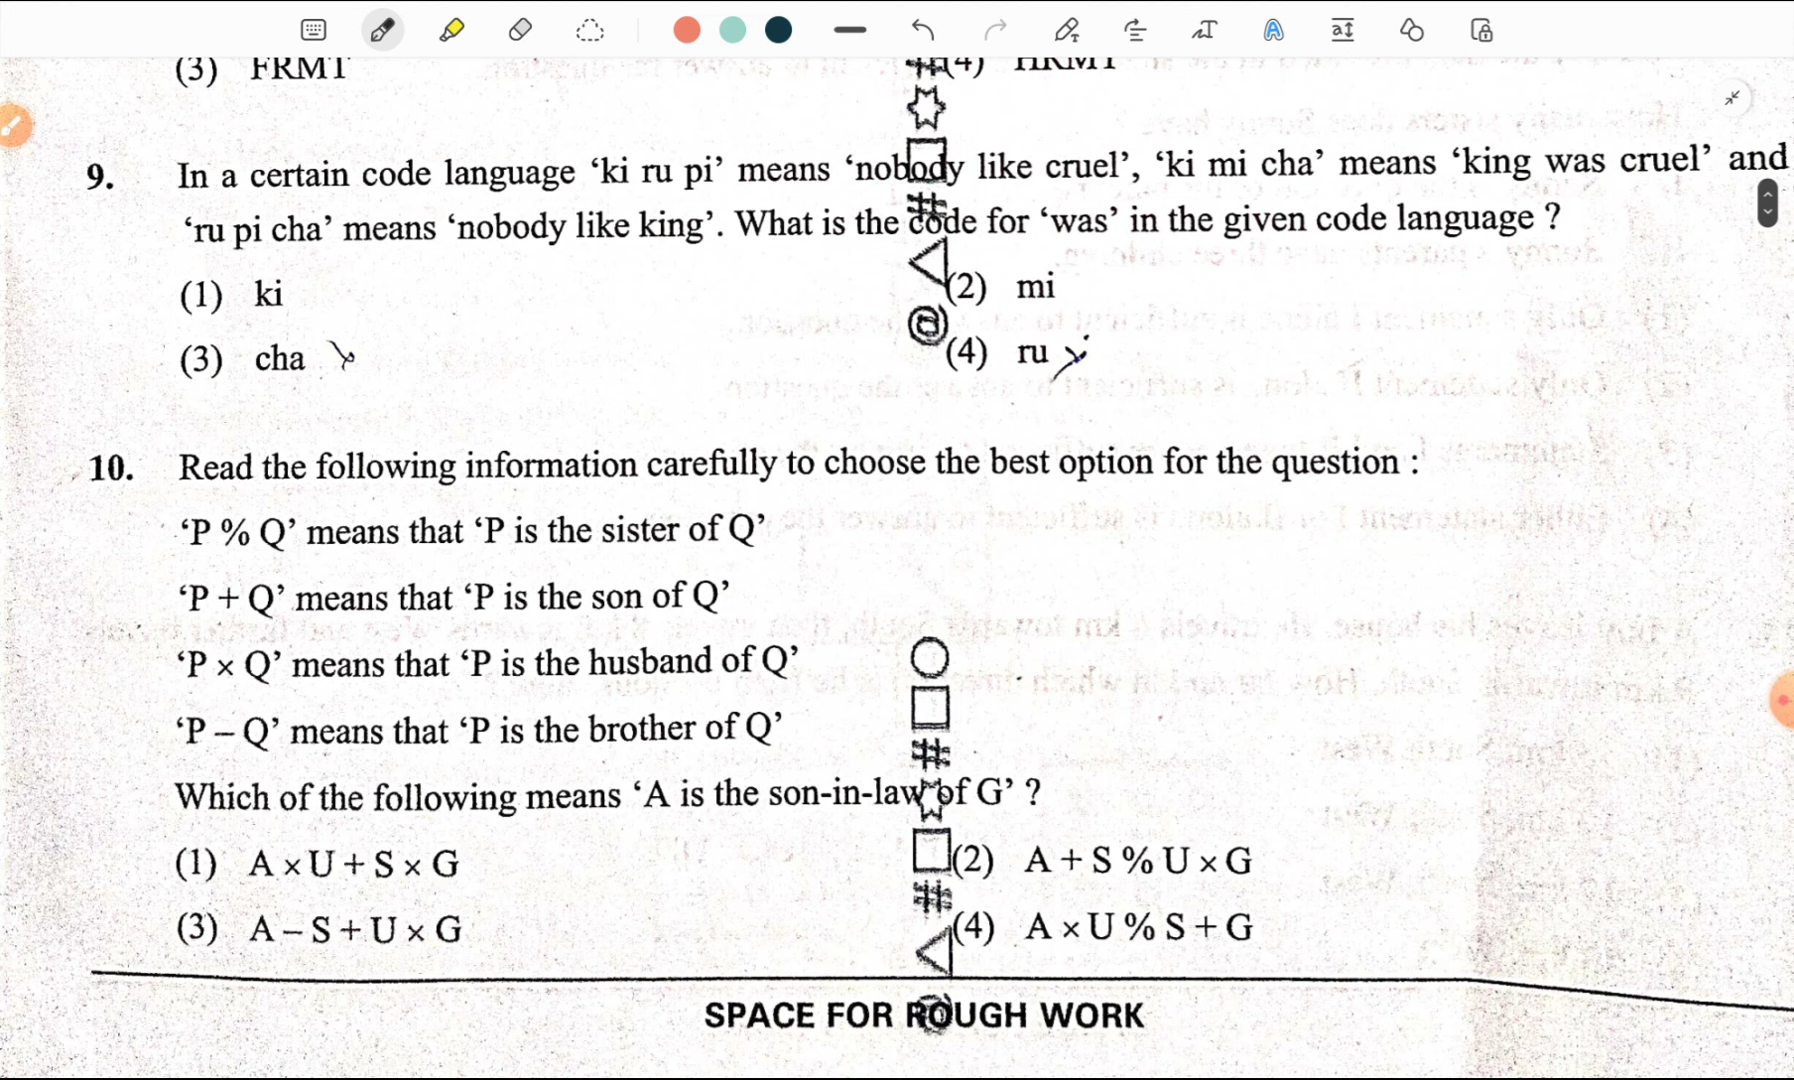 (3) FRMT
(4) HRMT
9. In a certain code language ‘ki ru pi’ means ‘nobody like cruel’, ‘ki mi cha’ means ‘king was cruel’ and
‘ru pi cha’ means ‘nobody like king’. What is the code for ‘was’ in the given code language ?
(1) ki
(2) mi
(3) cha
(4) ru
10. Read the following information carefully to choose the best option for the question :
‘P % Q’ means that ‘P is the sister of Q’
‘P + Q’ means that ‘P is the son of Q’
‘P × Q’ means that ‘P is the husband of Q’
‘P – Q’ means that ‘P is the brother of Q’
Which of the following means ‘A is the son-in-law of G’ ?
(1) A × U + S × G
(2) A + S % U × G
(3) A – S + U × G
(4) A × U % S + G
SPACE FOR ROUGH WORK